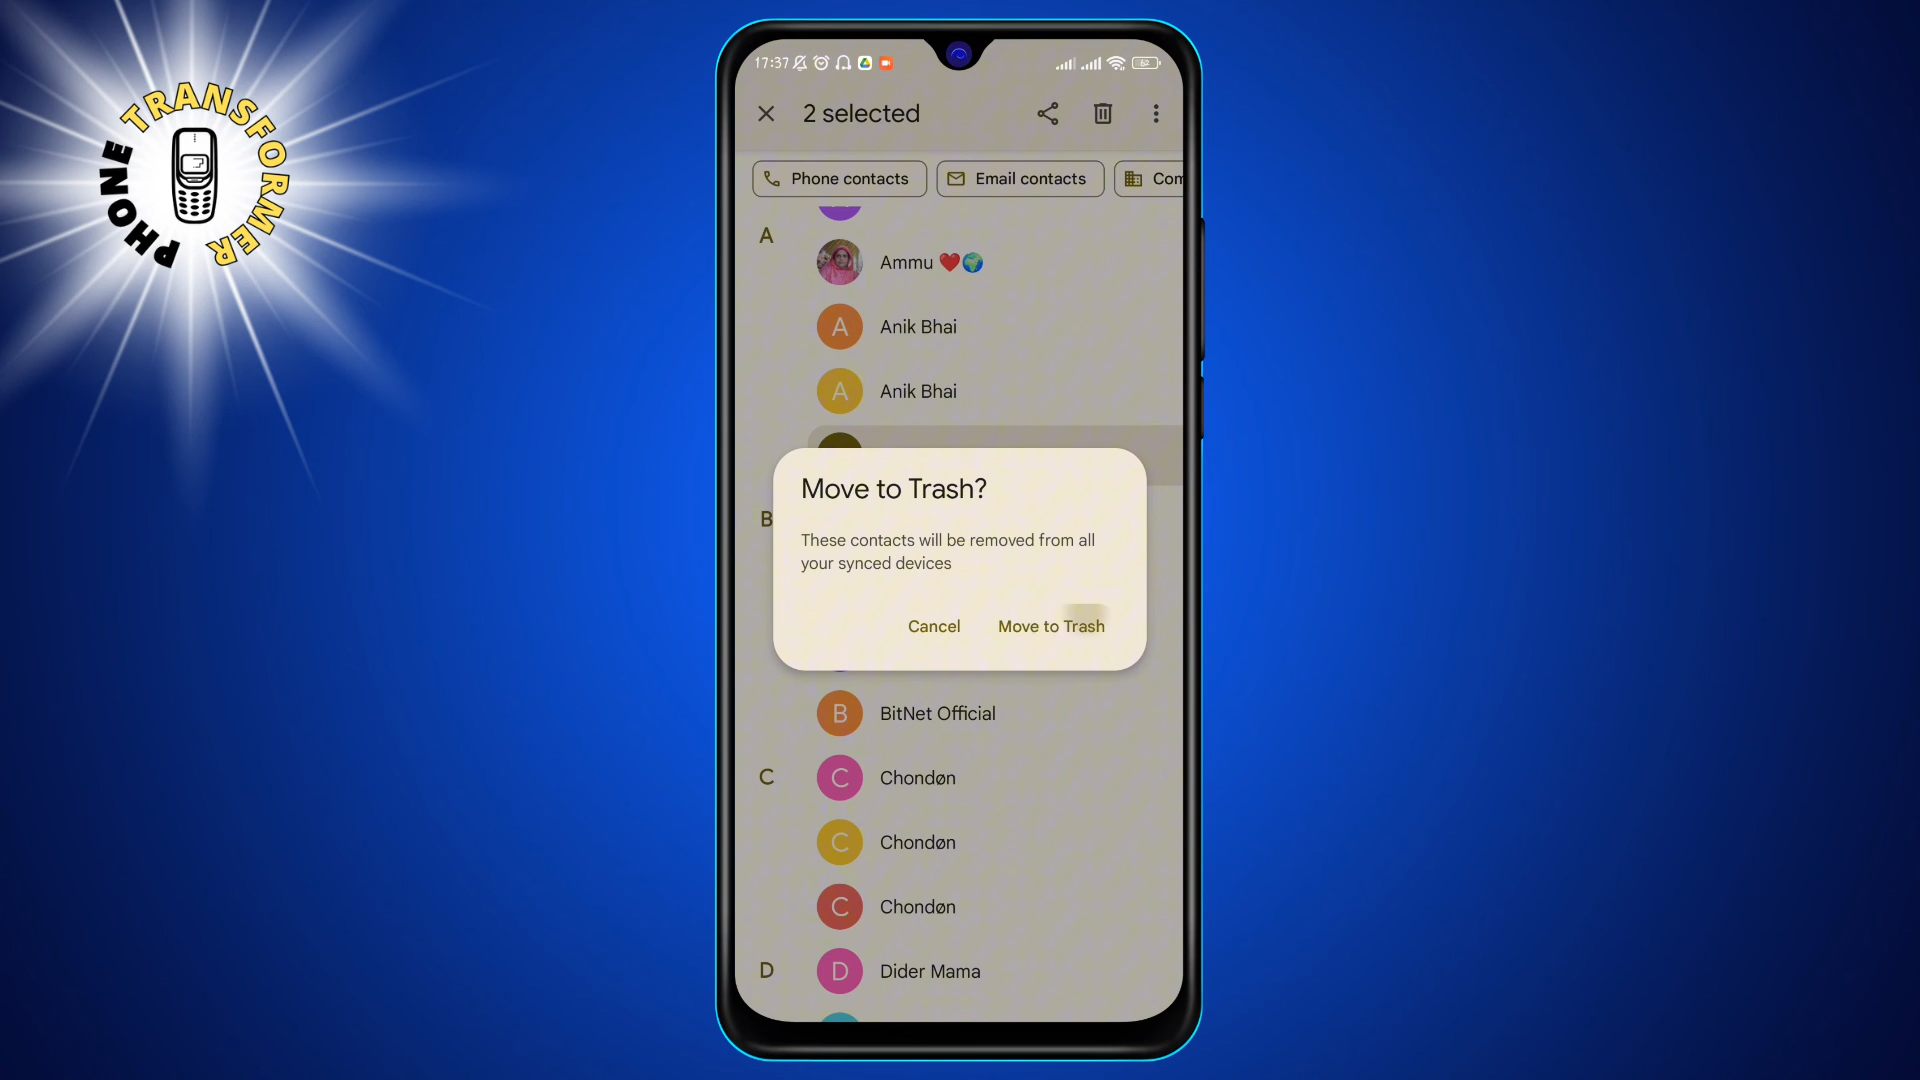 PHONE TRANSFORMER
17:37
2 selected
Phone contacts
Email contacts
Com
A
Ammu ❤️🌍
A
Anik Bhai
A
Anik Bhai
B
Move to Trash?
These contacts will be removed from all
your synced devices
Cancel
Move to Trash
B
BitNet Official
C
C
Chondøn
C
Chondøn
C
Chondøn
D
D
Dider Mama